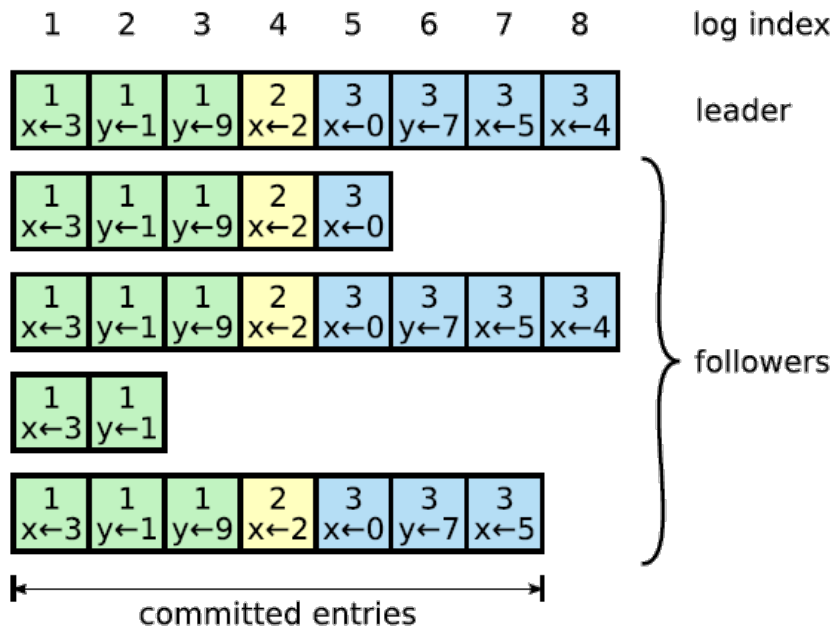 1 2 3 4 5 6 7 8 log index
1 1 1 2 3 3 3 3
x←3 y←1 y←9 x←2 x←0 y←7 x←5 x←4
leader
1 1 1 2 3
x←3 y←1 y←9 x←2 x←0
1 1 1 2 3 3 3 3
x←3 y←1 y←9 x←2 x←0 y←7 x←5 x←4
followers
1 1
x←3 y←1
1 1 1 2 3 3 3
x←3 y←1 y←9 x←2 x←0 y←7 x←5
committed entries